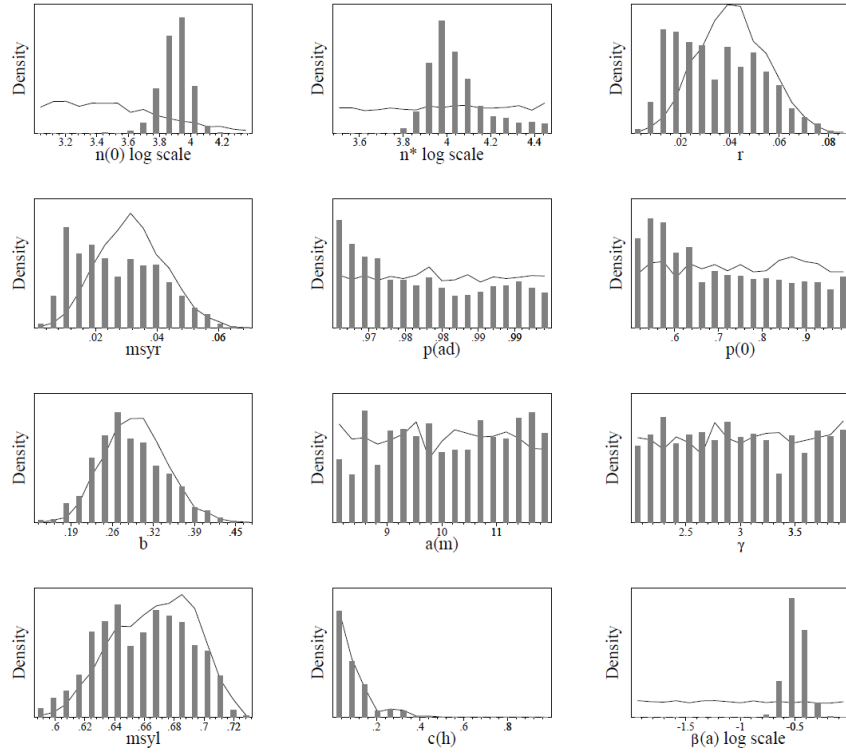 Density
3.2 3.4 3.6 3.8 4 4.2
n(0) log scale
Density
3.6 3.8 4 4.2 4.4
n* log scale
Density
.02 .04 .06 .08
r
Density
.02 .04 .06
msyr
Density
.97 .98 .98 .99 .99
p(ad)
Density
.6 .7 .8 .9
p(0)
Density
.19 .26 .32 .39 .45
b
Density
9 10 11
a(m)
Density
2.5 3 3.5
γ
Density
.6 .62 .64 .66 .68 .7 .72
msyl
Density
.2 .4 .6 .8
c(h)
Density
-1.5 -1 -0.5
β(a) log scale